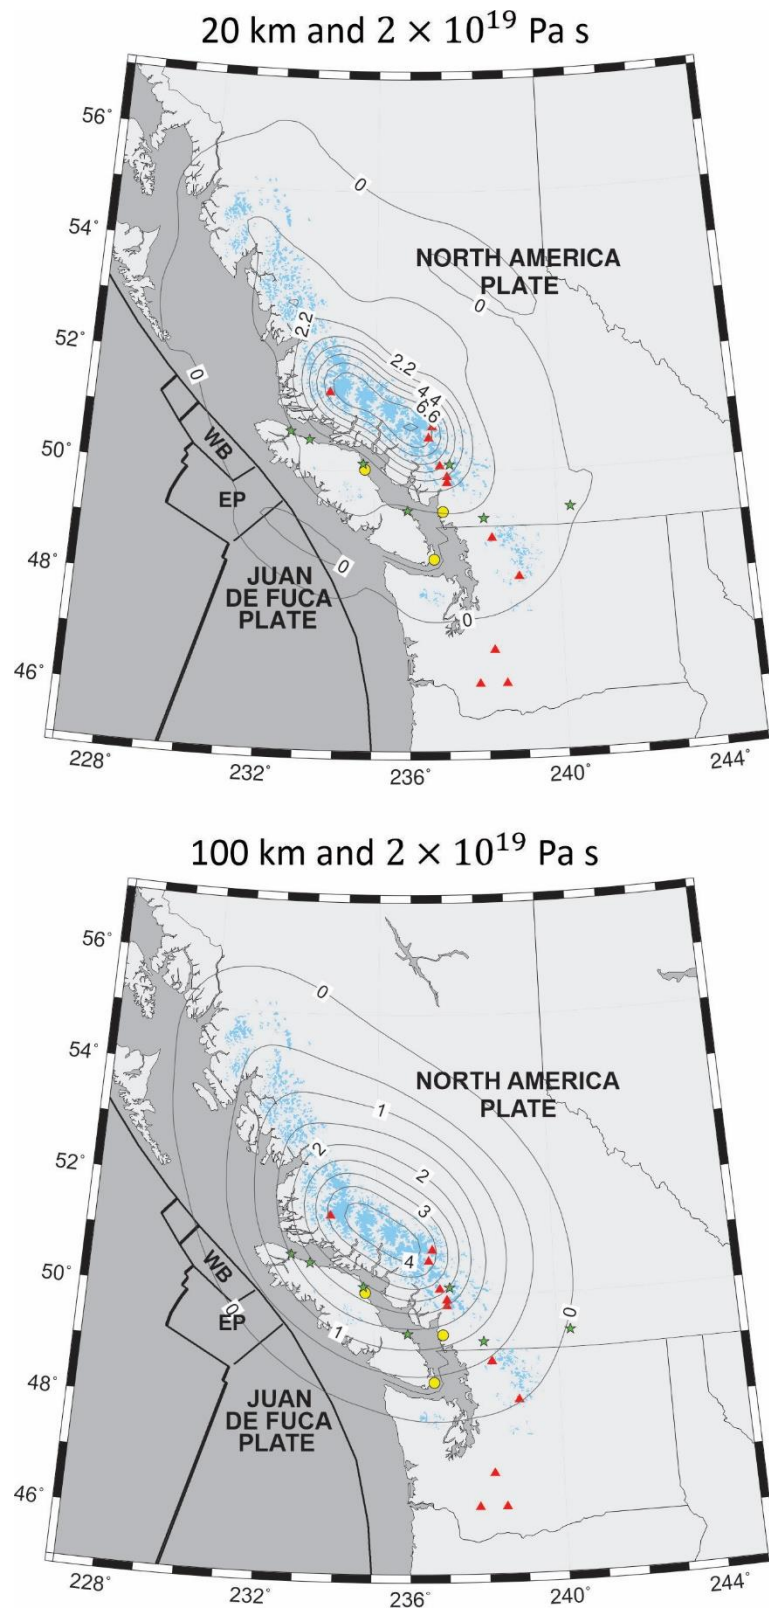 20 km and 2 × 10¹⁹ Pa s
56°
54°
52°
50°
48°
46°
0
NORTH AMERICA
PLATE
0
2.2
2.2
4.4
6.6
0
WB
EP
0
JUAN
DE FUCA
PLATE
0
228°
232°
236°
240°
244°
100 km and 2 × 10¹⁹ Pa s
56°
54°
52°
50°
48°
46°
0
NORTH AMERICA
PLATE
1
2
2
3
4
WB
0
EP
0
1
JUAN
DE FUCA
PLATE
228°
232°
236°
240°
244°